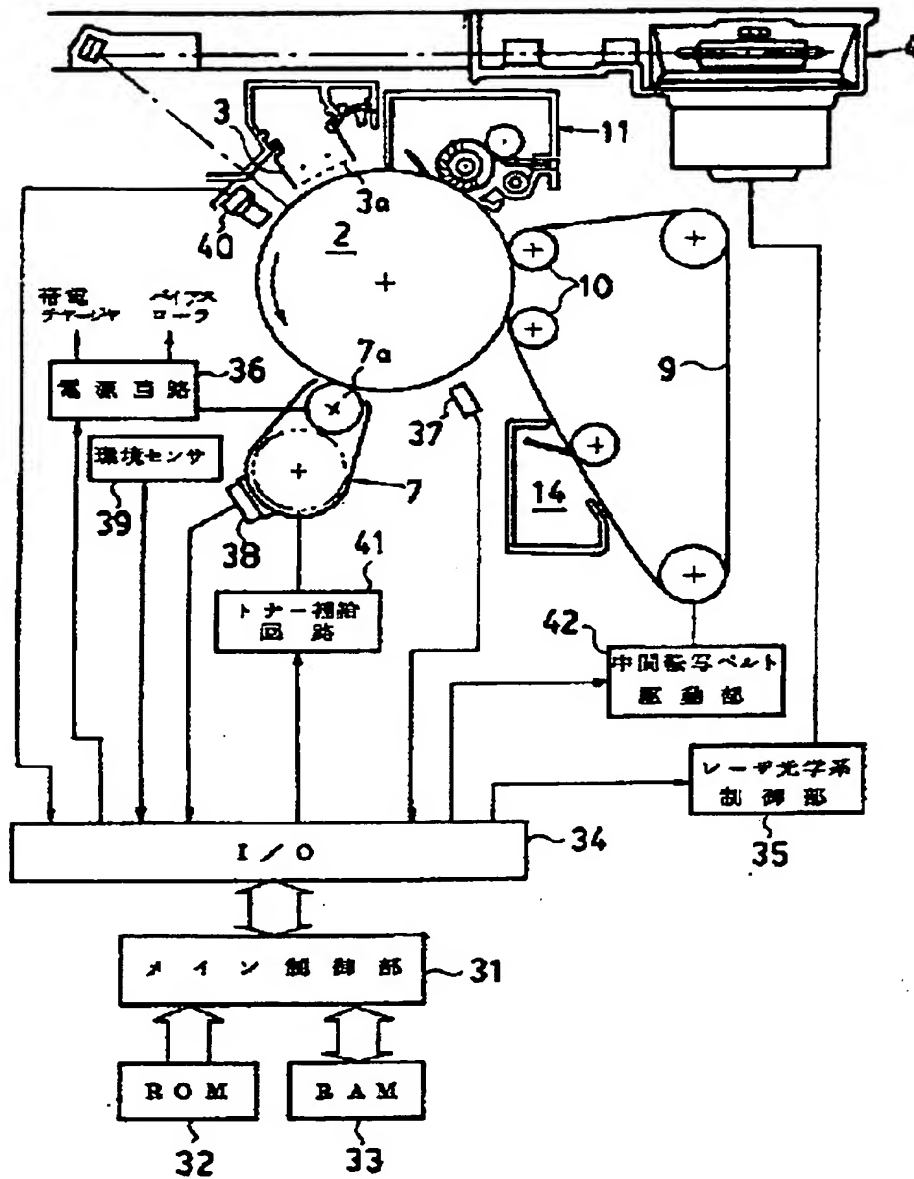 4
3
11
3a
40
2
10
帯電
チャージャ
バイアス
ローラ
7a
電源回路
36
9
37
環境センサ
39
7
14
38
41
トナー補給
回路
42
中間転写ベルト
駆動部
レーザ光学系
制御部
35
I/O
34
メイン制御部
31
ROM
RAM
32
33